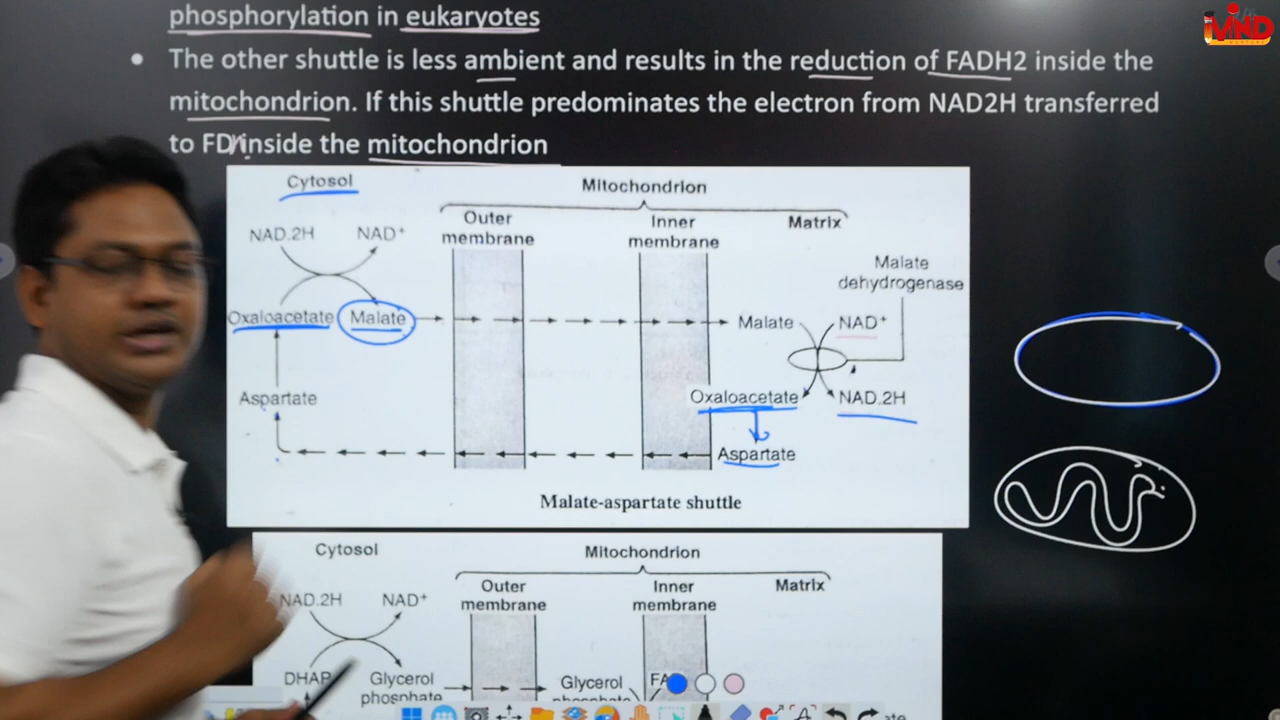 phosphorylation in eukaryotes
• The other shuttle is less ambient and results in the reduction of FADH2 inside the
mitochondrion. If this shuttle predominates the electron from NAD2H transferred
to FDN inside the mitochondrion
Cytosol
Mitochondrion
Outer
membrane
Inner
membrane
Matrix
NAD.2H
NAD⁺
Malate
dehydrogenase
Oxaloacetate
Malate
Malate
NAD⁺
Aspartate
Oxaloacetate
NAD.2H
Aspartate
Malate-aspartate shuttle
Cytosol
Mitochondrion
Outer
membrane
Inner
membrane
Matrix
NAD.2H
NAD⁺
DHAP
Glycerol
phosphate
Glycerol
phosphate
FA